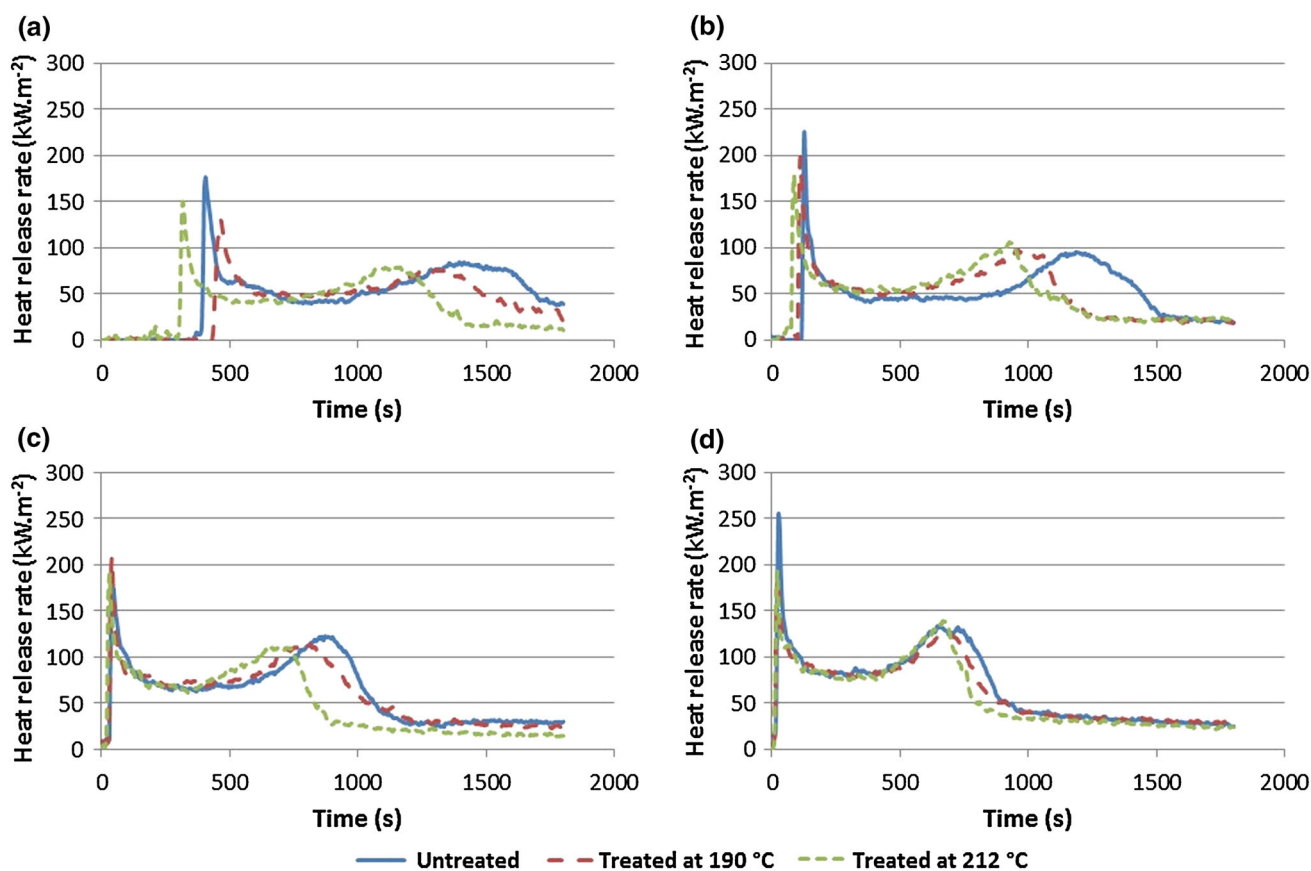 (a)
Heat release rate (kW.m-2)
300
250
200
150
100
50
0
0 500 1000 1500 2000
Time (s)
(b)
Heat release rate (kW.m-2)
300
250
200
150
100
50
0
0 500 1000 1500 2000
Time (s)
(c)
Heat release rate (kW.m-2)
300
250
200
150
100
50
0
0 500 1000 1500 2000
Time (s)
(d)
Heat release rate (kW.m-2)
300
250
200
150
100
50
0
0 500 1000 1500 2000
Time (s)
Untreated Treated at 190 °C Treated at 212 °C